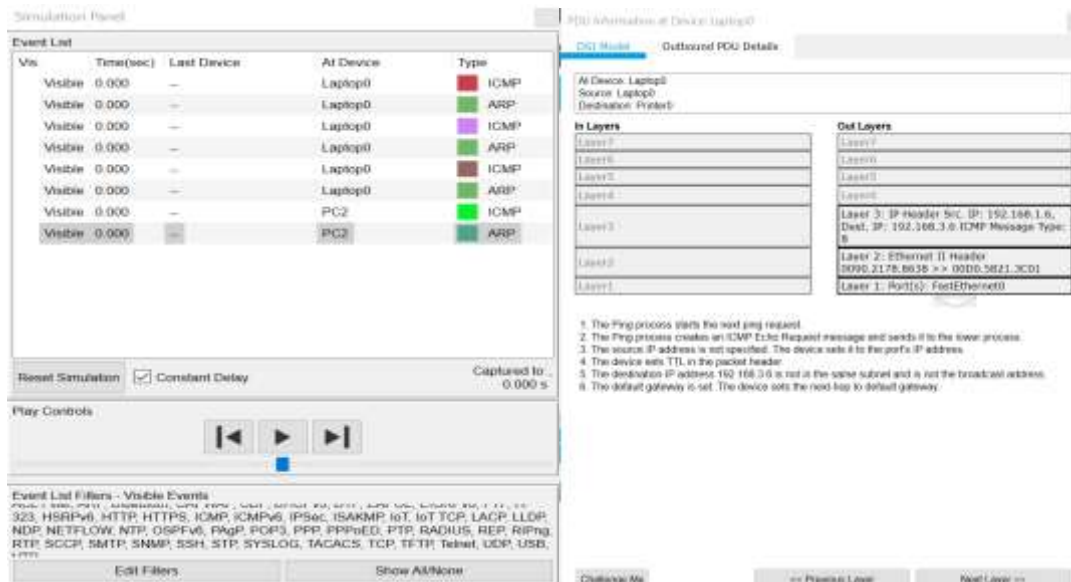 Simulation Panel
Event List
Vis Time(sec) Last Device At Device Type
Visible 0.000 -- Laptop0 ICMP
Visible 0.000 -- Laptop0 ARP
Visible 0.000 -- Laptop0 ICMP
Visible 0.000 -- Laptop0 ARP
Visible 0.000 -- Laptop0 ICMP
Visible 0.000 -- Laptop0 ARP
Visible 0.000 -- PC2 ICMP
Visible 0.000 -- PC2 ARP
Reset Simulation Constant Delay Captured to ..
0.000 s
Play Controls
Event List Filters - Visible Events
323, HSRPv6, HTTP, HTTPS, ICMP, ICMPv6, IPSec, ISAKMP, IoT, IoT TCP, LACP, LLDP,
NDP, NETFLOW, NTP, OSPFv6, PAgP, POP3, PPP, PPPoED, PTP, RADIUS, REP, RIPng,
RTP, SCCP, SMTP, SNMP, SSH, STP, SYSLOG, TACACS, TCP, TFTP, Telnet, UDP, USB,
Edit Filters Show All/None
PDU Information at Device: Laptop0
OSI Model Outbound PDU Details
At Device: Laptop0
Source: Laptop0
Destination: Printer0
In Layers Out Layers
Layer7 Layer7
Layer6 Layer6
Layer5 Layer5
Layer4 Layer4
Layer3 Layer 3: IP Header Src. IP: 192.168.1.6,
Dest. IP: 192.168.3.6 ICMP Message Type:
8
Layer2 Layer 2: Ethernet II Header
0090.2178.8638 >> 00D0.5821.3CD1
Layer1 Layer 1: Port(s): FastEthernet0
1. The Ping process starts the next ping request.
2. The Ping process creates an ICMP Echo Request message and sends it to the lower process.
3. The source IP address is not specified. The device sets it to the port's IP address.
4. The device sets TTL in the packet header.
5. The destination IP address 192.168.3.6 is not in the same subnet and is not the broadcast address.
6. The default gateway is set. The device sets the next-hop to default gateway.
Challenge Me << Previous Layer Next Layer >>